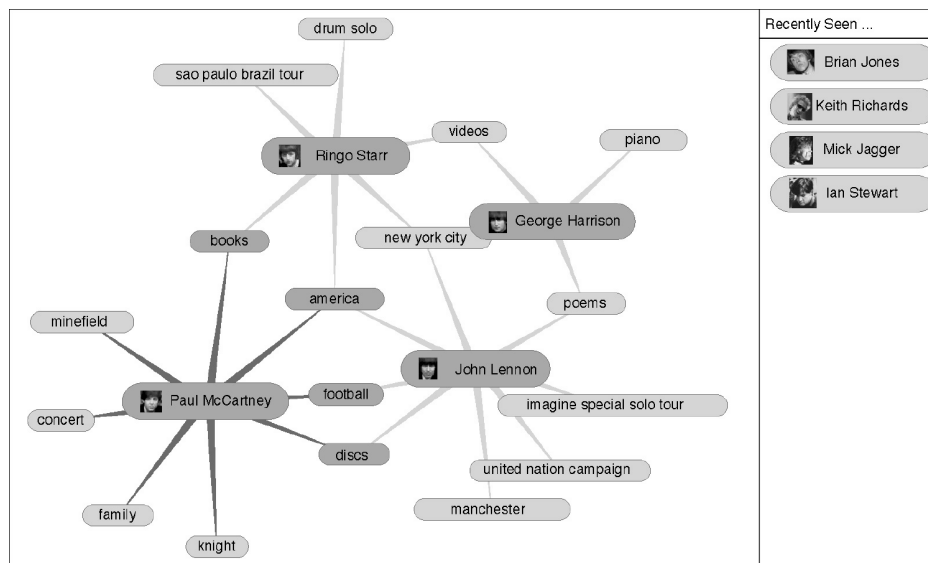 drum solo
sao paulo brazil tour
Ringo Starr
videos
piano
George Harrison
books
new york city
america
poems
minefield
John Lennon
Paul McCartney
football
concert
imagine special solo tour
discs
united nation campaign
family
manchester
knight
Recently Seen ...
Brian Jones
Keith Richards
Mick Jagger
Ian Stewart